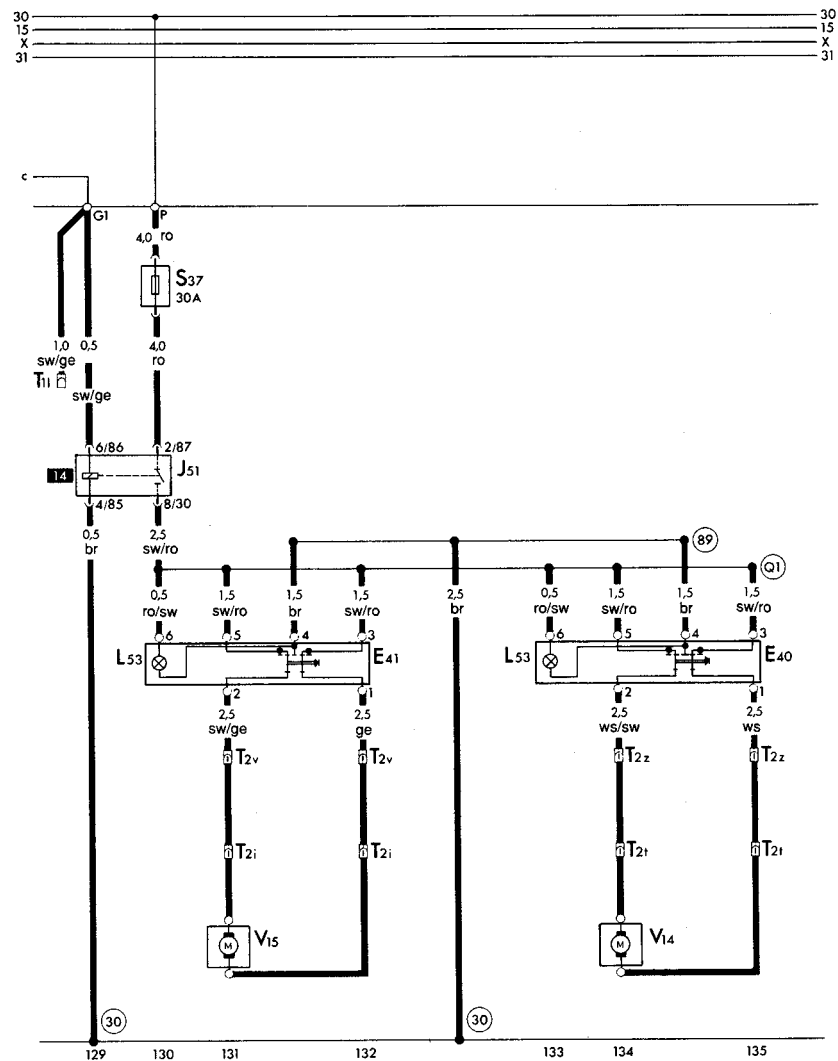 30 30
15 15
X X
31 31
c
G1 P
4,0 ro
S37
30A
1,0 0,5 4,0
sw/ge ro
T11
sw/ge
6/86 2/87
14 J51
4/85 8/30
0,5 2,5
br sw/ro
89
Q1
0,5 1,5 1,5 1,5 2,5 0,5 1,5 1,5 1,5
ro/sw sw/ro br sw/ro br ro/sw sw/ro br sw/ro
6 5 4 3 6 5 4 3
L53 E41 L53 E40
2 1 2 1
2,5 2,5 2,5 2,5
sw/ge ge ws/sw ws
T2v T2v T2z T2z
T2i T2i T2t T2t
M V15 M V14
30 30
129 130 131 132 133 134 135